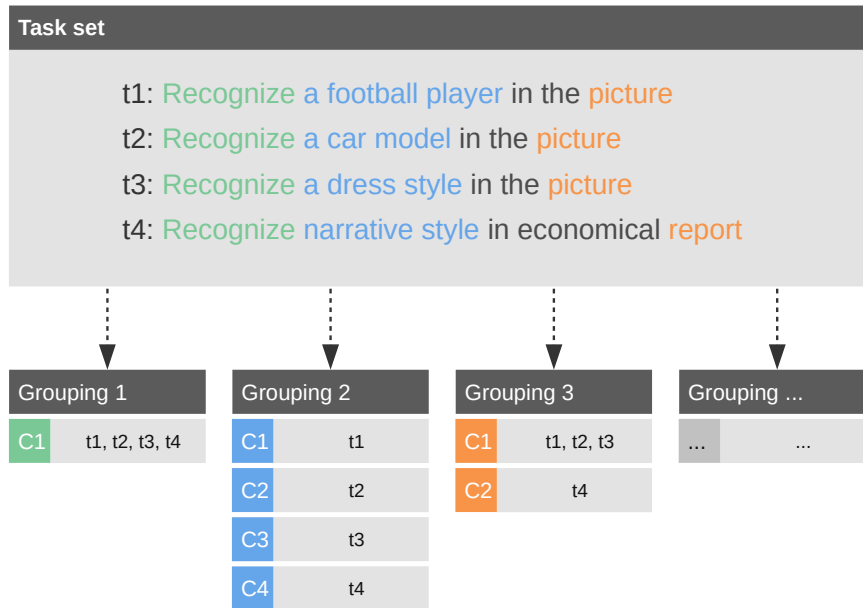 Task set
t1: Recognize a football player in the picture
t2: Recognize a car model in the picture
t3: Recognize a dress style in the picture
t4: Recognize narrative style in economical report
Grouping 1
C1 t1, t2, t3, t4
Grouping 2
C1 t1
C2 t2
C3 t3
C4 t4
Grouping 3
C1 t1, t2, t3
C2 t4
Grouping ...
... ...